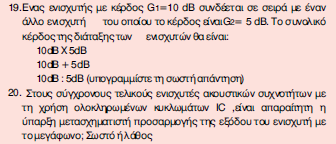 19.Ενας ενισχυτής με κέρδος G1=10 dB συνδέεται σε σειρά με έναν
άλλο ενισχυτή του οποίου το κέρδος είναιG2= 5 dB. Το συνολικό
κέρδος της διάταξης των ενισχυτών θα είναι:
10dB X 5dB
10dB + 5dB
10dB : 5dB (υπογραμμίστε τη σωστή απάντηση)
20. Στους σύγχρονους τελικούς ενισχυτές ακουστικών συχνοτήτων με
τη χρήση ολοκληρωμένων κυκλωμάτων IC ,είναι απαραίτητη η
ύπαρξη μετασχηματιστή προσαρμογής της εξόδου του ενισχυτή με
το μεγάφωνο; Σωστό ή λάθος